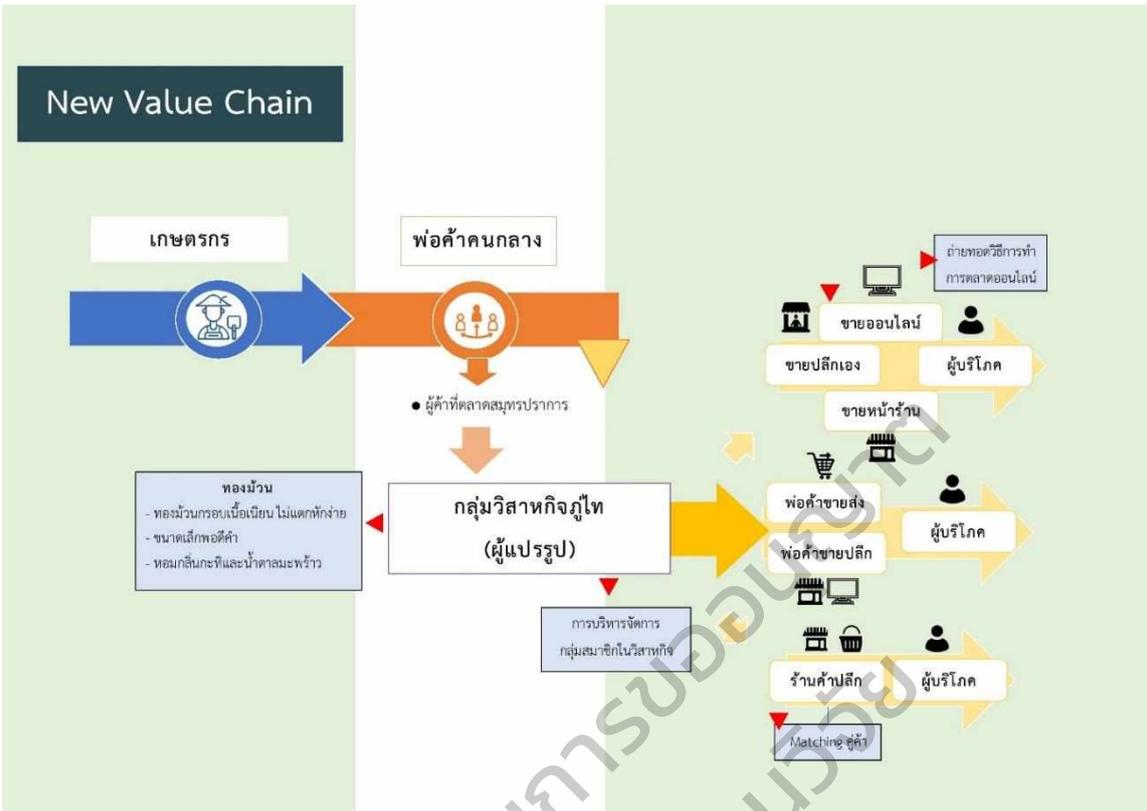 New Value Chain
เกษตรกร
พ่อค้าคนกลาง
● ผู้ค้าที่ตลาดสมุทรปราการ
ทองม้วน
- ทองม้วนกรอบเนื้อเนียน ไม่แตกหักง่าย
- ขนาดเล็กพอดีคำ
- หอมกลิ่นกะทิและน้ำตาลมะพร้าว
กลุ่มวิสาหกิจภูไท
(ผู้แปรรูป)
การบริหารจัดการ
กลุ่มสมาชิกในวิสาหกิจ
ถ่ายทอดวิธีการทำ
การตลาดออนไลน์
ขายออนไลน์
ขายปลีกเอง
ผู้บริโภค
ขายหน้าร้าน
พ่อค้าขายส่ง
พ่อค้าขายปลีก
ผู้บริโภค
ร้านค้าปลีก
ผู้บริโภค
Matching คู่ค้า